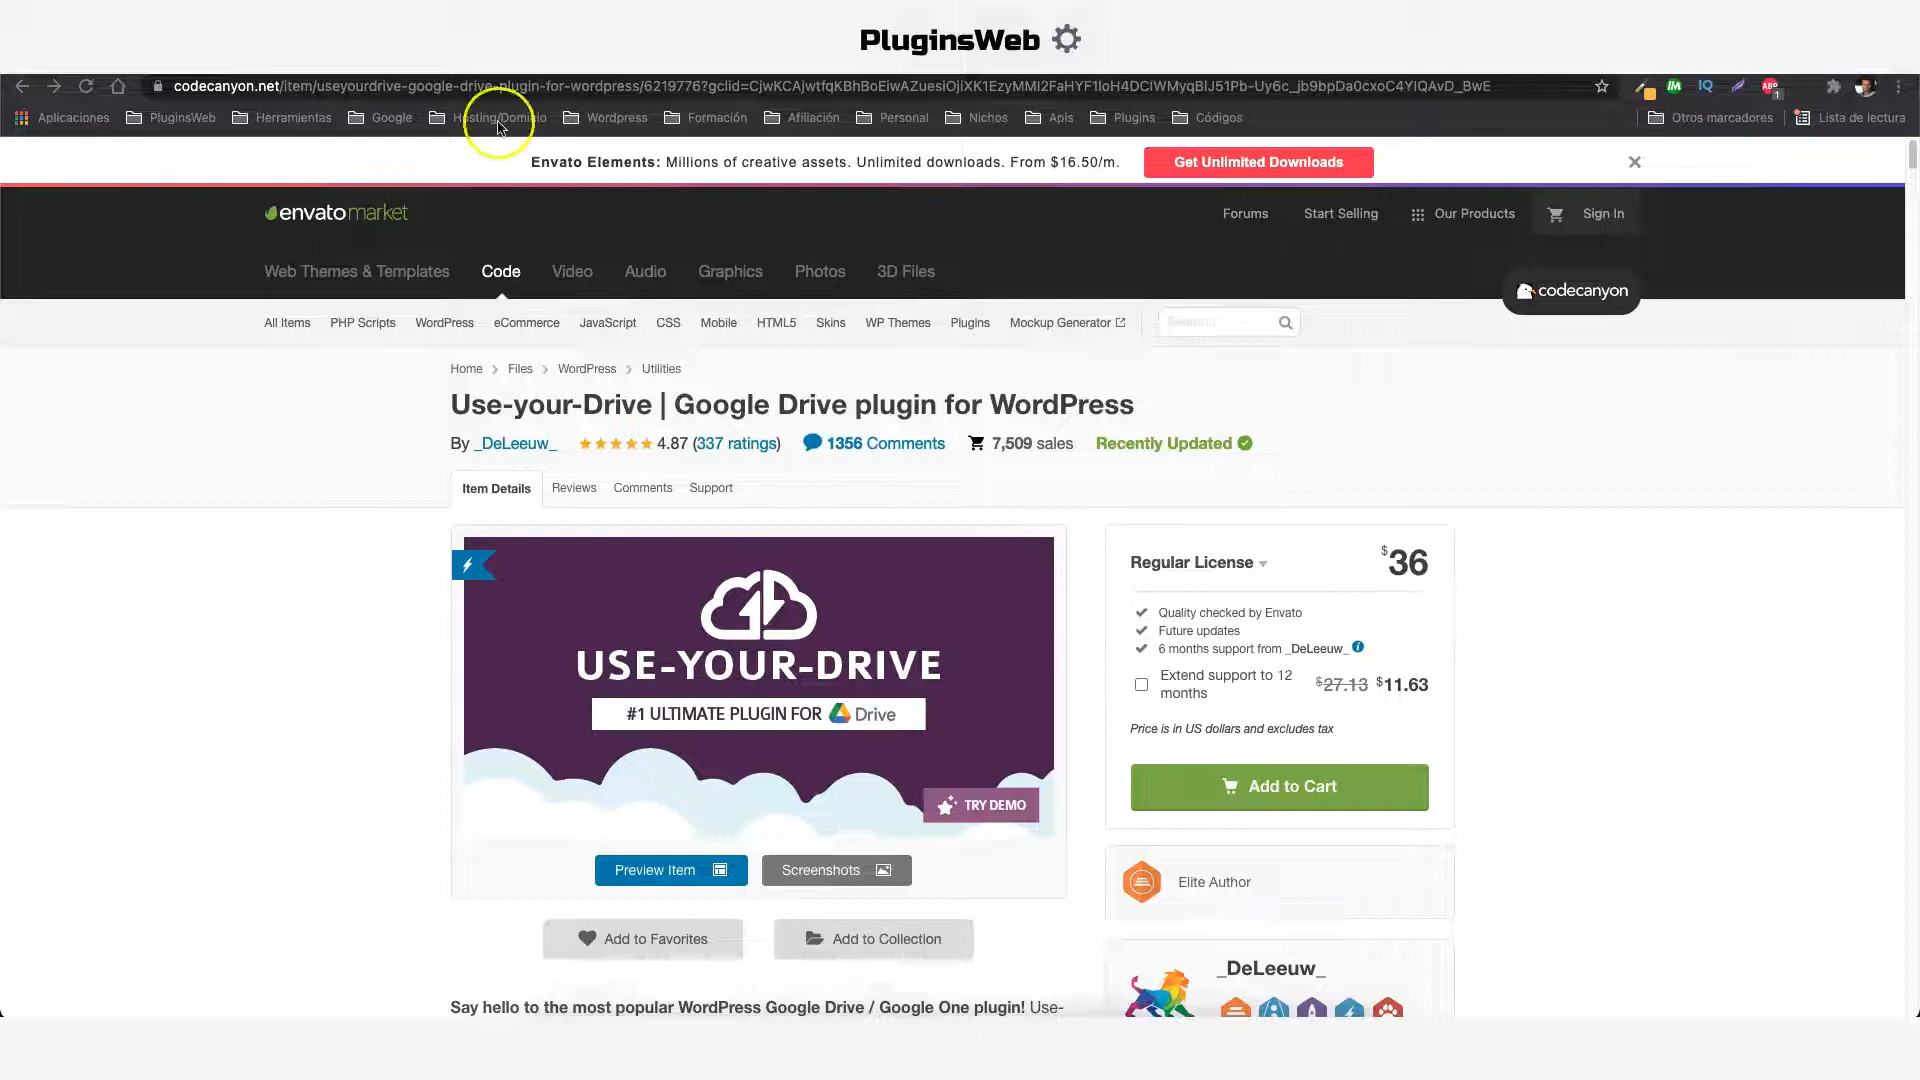 PluginsWeb
codecanyon.net/item/useyourdrive-google-drive-plugin-for-wordpress/6219776?gclid=CjwKCAjwtfqKBhBoEiwAZuesiOjiXK1EzyMMI2FaHYF1IoH4DCIWMyqBlJ51Pb-Uy6c_jb9bpDa0cxoC4YIQAvD_BwE
Aplicaciones PluginsWeb Herramientas Google Hosting/Dominio Wordpress Formación Afiliación Personal Nichos Apis Plugins Códigos Otros marcadores Lista de lectura
Envato Elements: Millions of creative assets. Unlimited downloads. From $16.50/m. Get Unlimited Downloads
envatomarket Forums Start Selling Our Products Sign In
Web Themes & Templates Code Video Audio Graphics Photos 3D Files
codecanyon
All Items PHP Scripts WordPress eCommerce JavaScript CSS Mobile HTML5 Skins WP Themes Plugins Mockup Generator
Home Files WordPress Utilities
Use-your-Drive | Google Drive plugin for WordPress
By _DeLeeuw_ 4.87 (337 ratings) 1356 Comments 7,509 sales Recently Updated
Item Details Reviews Comments Support
USE-YOUR-DRIVE
#1 ULTIMATE PLUGIN FOR Drive
TRY DEMO
Preview Item Screenshots
Add to Favorites Add to Collection
Say hello to the most popular WordPress Google Drive / Google One plugin! Use-
Regular License $36
Quality checked by Envato
Future updates
6 months support from _DeLeeuw_
Extend support to 12 months $27.13 $11.63
Price is in US dollars and excludes tax
Add to Cart
Elite Author
_DeLeeuw_